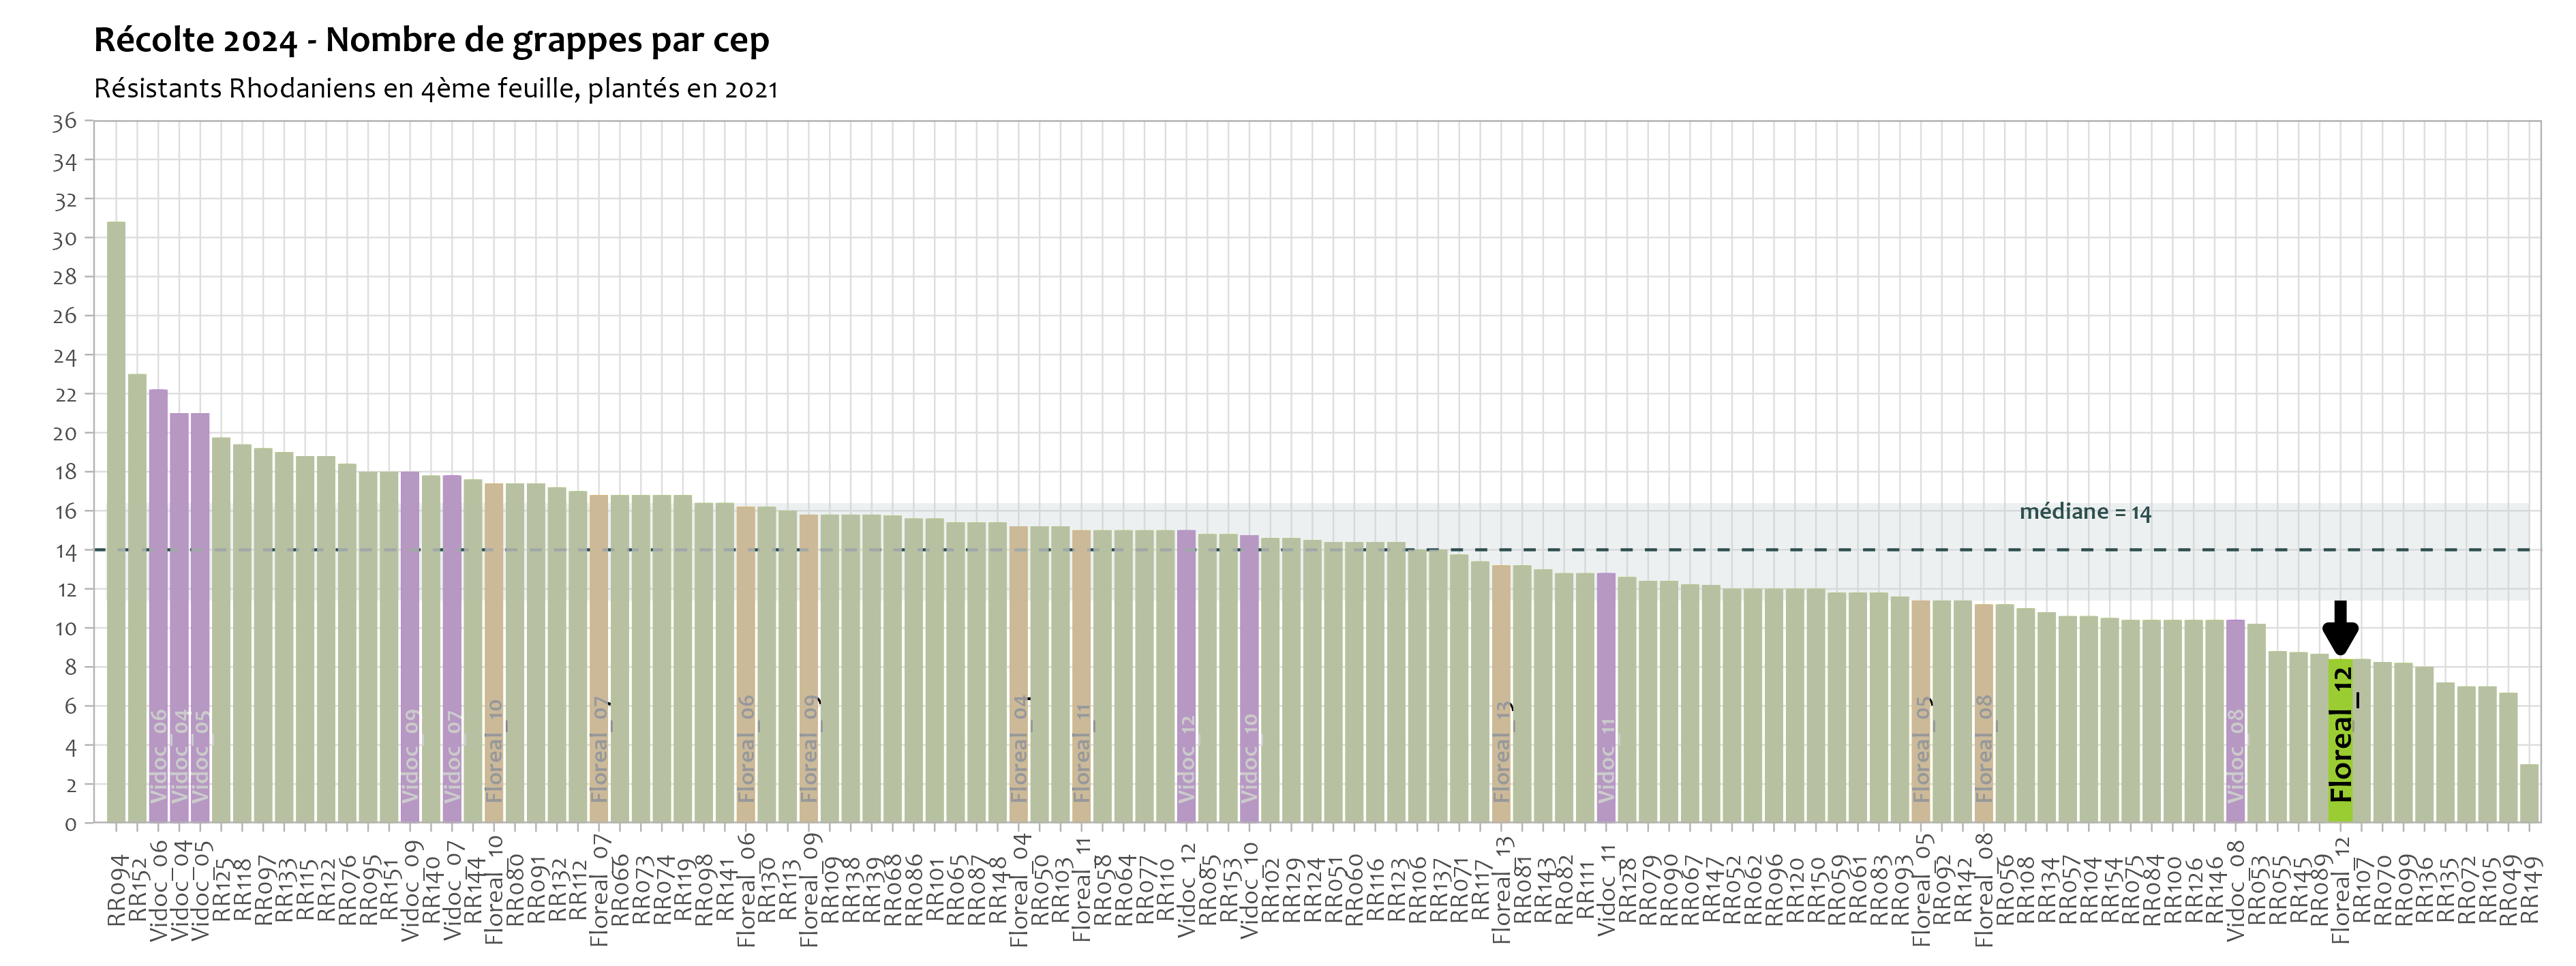 Récolte 2024 - Nombre de grappes par cep
Résistants Rhodaniens en 4ème feuille, plantés en 2021
36
34
32
30
28
26
24
22
20
18
16
14
12
10
8
6
4
2
0
médiane = 14
Vidoc_06
Vidoc_04
Vidoc_05
Vidoc_09
Vidoc_07
Floreal_10
Floreal_07
Floreal_06
Floreal_09
Floreal_04
Floreal_11
Vidoc_12
Vidoc_10
Floreal_13
Vidoc_11
Floreal_05
Floreal_08
Vidoc_08
Floreal_12
RR094
RR152
Vidoc_06
Vidoc_04
Vidoc_05
RR125
RR118
RR097
RR133
RR115
RR122
RR076
RR095
RR151
Vidoc_09
RR140
Vidoc_07
RR144
Floreal_10
RR080
RR091
RR132
RR112
Floreal_07
RR066
RR073
RR074
RR119
RR098
RR141
Floreal_06
RR130
RR113
Floreal_09
RR109
RR138
RR139
RR068
RR086
RR101
RR065
RR087
RR148
Floreal_04
RR050
RR103
Floreal_11
RR058
RR064
RR077
RR110
Vidoc_12
RR085
RR153
Vidoc_10
RR102
RR129
RR124
RR051
RR060
RR116
RR123
RR106
RR137
RR071
RR117
Floreal_13
RR081
RR143
RR082
RR111
Vidoc_11
RR128
RR079
RR090
RR067
RR147
RR052
RR062
RR096
RR120
RR150
RR059
RR061
RR083
RR093
Floreal_05
RR092
RR142
Floreal_08
RR056
RR108
RR134
RR057
RR104
RR154
RR075
RR084
RR100
RR126
RR146
Vidoc_08
RR053
RR055
RR145
RR089
Floreal_12
RR107
RR070
RR099
RR136
RR135
RR072
RR105
RR049
RR149